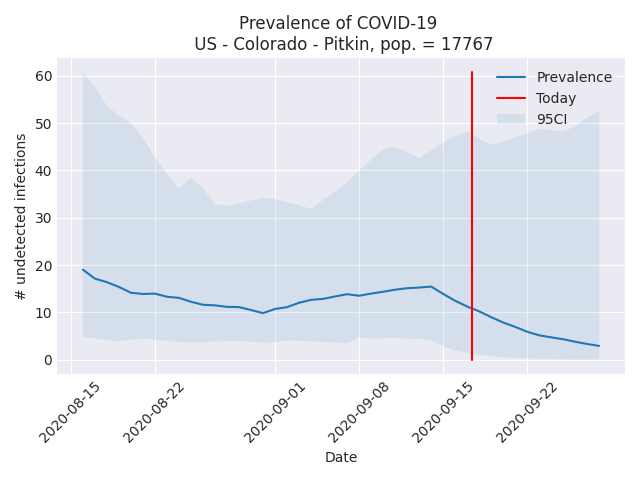 Prevalence of COVID-19
US - Colorado - Pitkin, pop. = 17767
Prevalence
Today
95CI
# undetected infections
60
50
40
30
20
10
0
2020-08-15
2020-08-22
2020-09-01
2020-09-08
2020-09-15
2020-09-22
Date